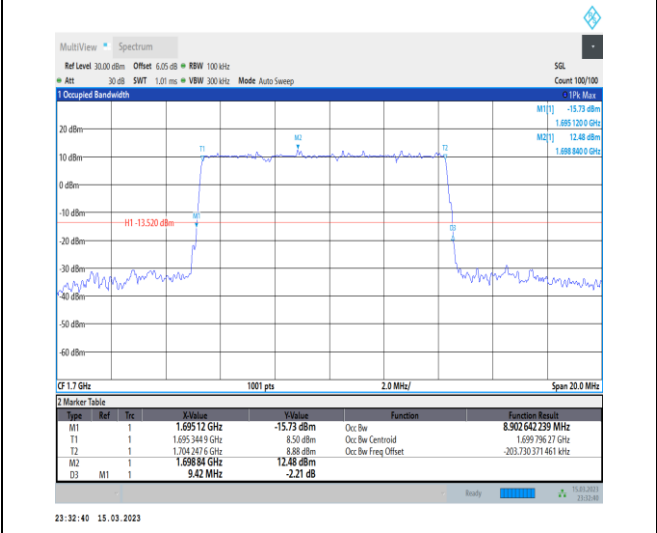 MultiView Spectrum
Ref Level 30.00 dBm Offset 6.05 dB RBW 100 kHz SGL
Att 30 dB SWT 1.01 ms VBW 300 kHz Mode Auto Sweep Count 100/100
1 Occupied Bandwidth 1Pk Max
M1[1] -15.73 dBm
1.695 120 0 GHz
M2[1] 12.48 dBm
1.698 840 0 GHz
20 dBm
M2
T1 T2
10 dBm
0 dBm
-10 dBm
M1
H1 -13.520 dBm
D3
-20 dBm
-30 dBm
-40 dBm
-50 dBm
-60 dBm
CF 1.7 GHz 1001 pts 2.0 MHz/ Span 20.0 MHz
2 Marker Table
Type Ref Trc X-Value Y-Value Function Function Result
M1 1 1.69512 GHz -15.73 dBm Occ Bw 8.902 642 239 MHz
T1 1 1.695 344 9 GHz 8.50 dBm Occ Bw Centroid 1.699 796 27 GHz
T2 1 1.704 247 6 GHz 8.88 dBm Occ Bw Freq Offset -203.730 371 461 kHz
M2 1 1.698 84 GHz 12.48 dBm
D3 M1 1 9.42 MHz -2.21 dB
Ready 15.03.2023
23:32:40
23:32:40 15.03.2023